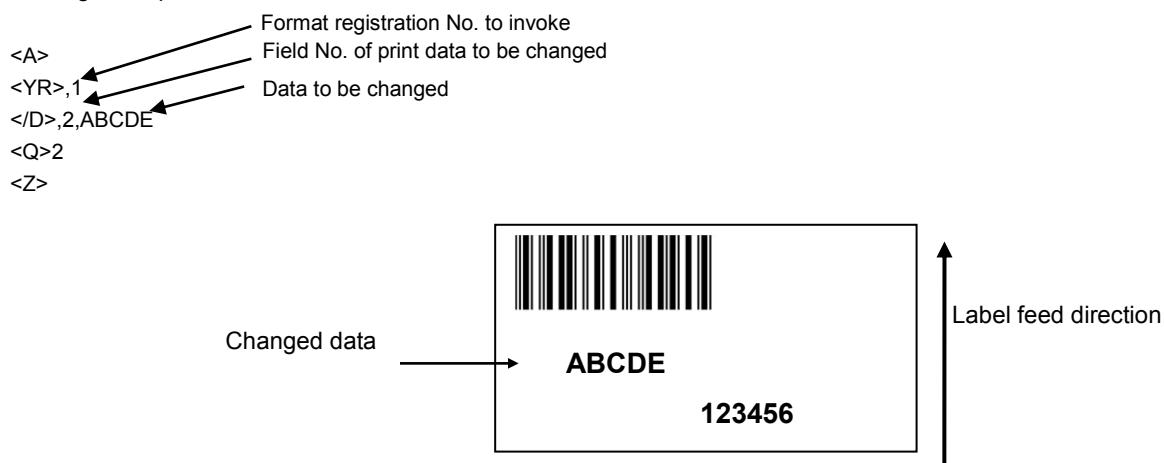 Format registration No. to invoke
<A>
Field No. of print data to be changed
<YR>,1
Data to be changed
</D>,2,ABCDE
<Q>2
<Z>
Label feed direction
Changed data
ABCDE
123456